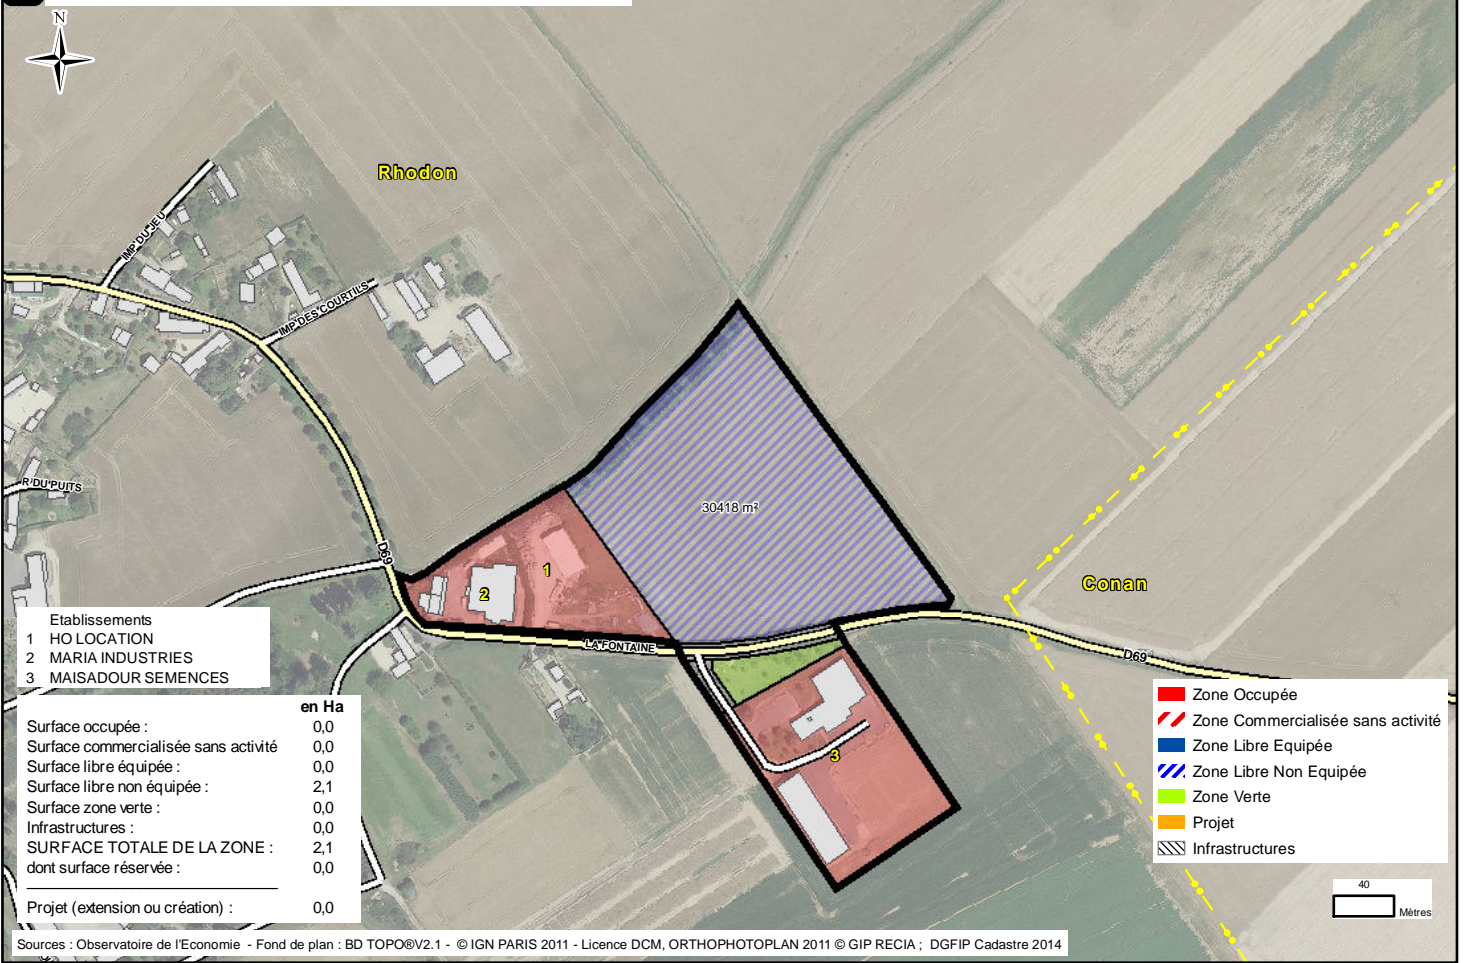 N
Rhodon
IMP DU JEU
IMP DES COURTILS
R DU PUITS
D69
30418 m²
1
2
Conan
LA FONTAINE
D69
3
Etablissements
1 HO LOCATION
2 MARIA INDUSTRIES
3 MAISADOUR SEMENCES
en Ha
Surface occupée : 0,0
Surface commercialisée sans activité 0,0
Surface libre équipée : 0,0
Surface libre non équipée : 2,1
Surface zone verte : 0,0
Infrastructures : 0,0
SURFACE TOTALE DE LA ZONE : 2,1
dont surface réservée : 0,0
Projet (extension ou création) : 0,0
Zone Occupée
Zone Commercialisée sans activité
Zone Libre Equipée
Zone Libre Non Equipée
Zone Verte
Projet
Infrastructures
40
Mètres
Sources : Observatoire de l'Economie - Fond de plan : BD TOPO®V2.1 - © IGN PARIS 2011 - Licence DCM, ORTHOPHOTOPLAN 2011 © GIP RECIA ; DGFIP Cadastre 2014